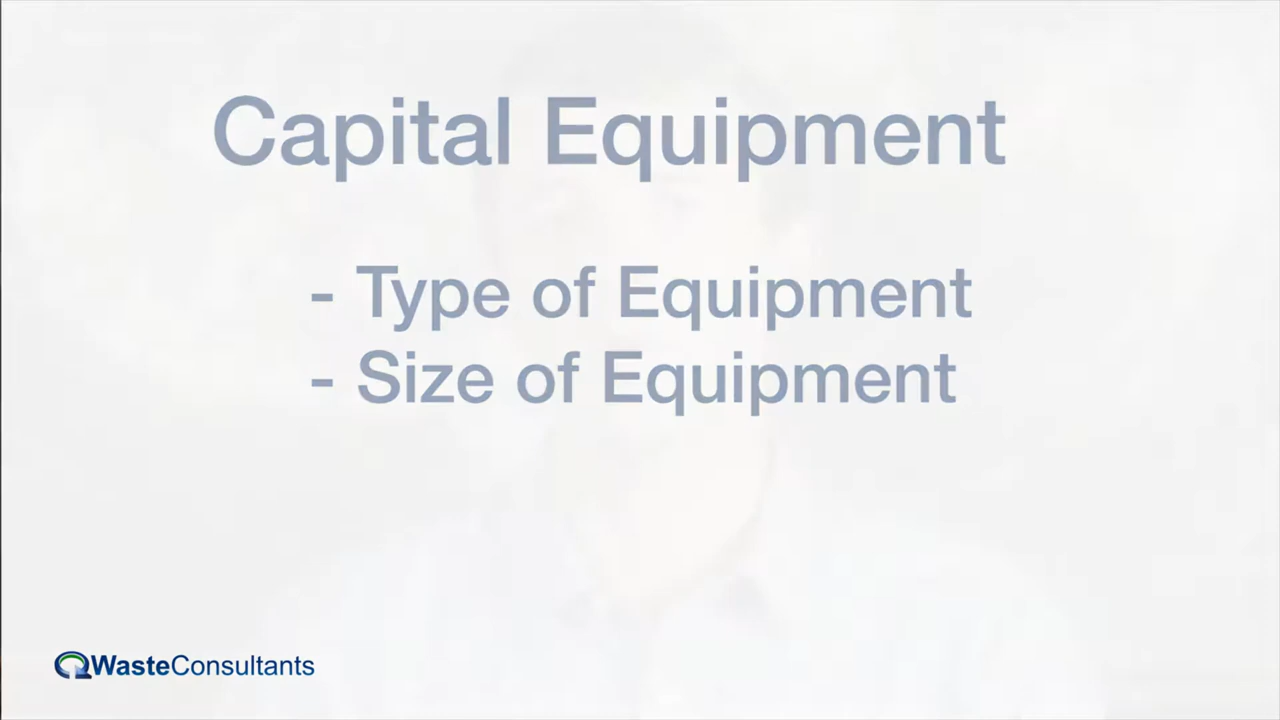 Capital Equipment
- Type of Equipment
- Size of Equipment
WasteConsultants